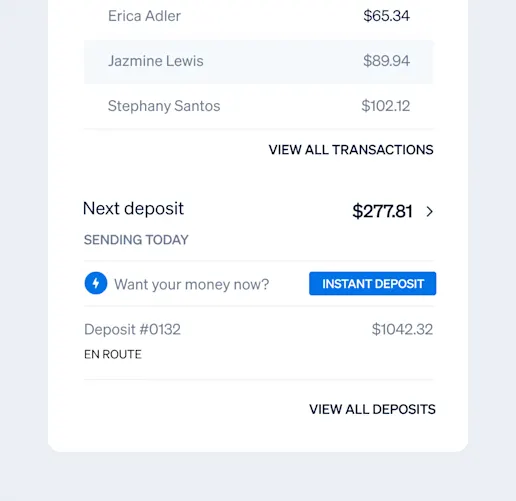 Erica Adler $65.34
Jazmine Lewis $89.94
Stephany Santos $102.12
VIEW ALL TRANSACTIONS
Next deposit $277.81
SENDING TODAY
Want your money now? INSTANT DEPOSIT
Deposit #0132 $1042.32
EN ROUTE
VIEW ALL DEPOSITS